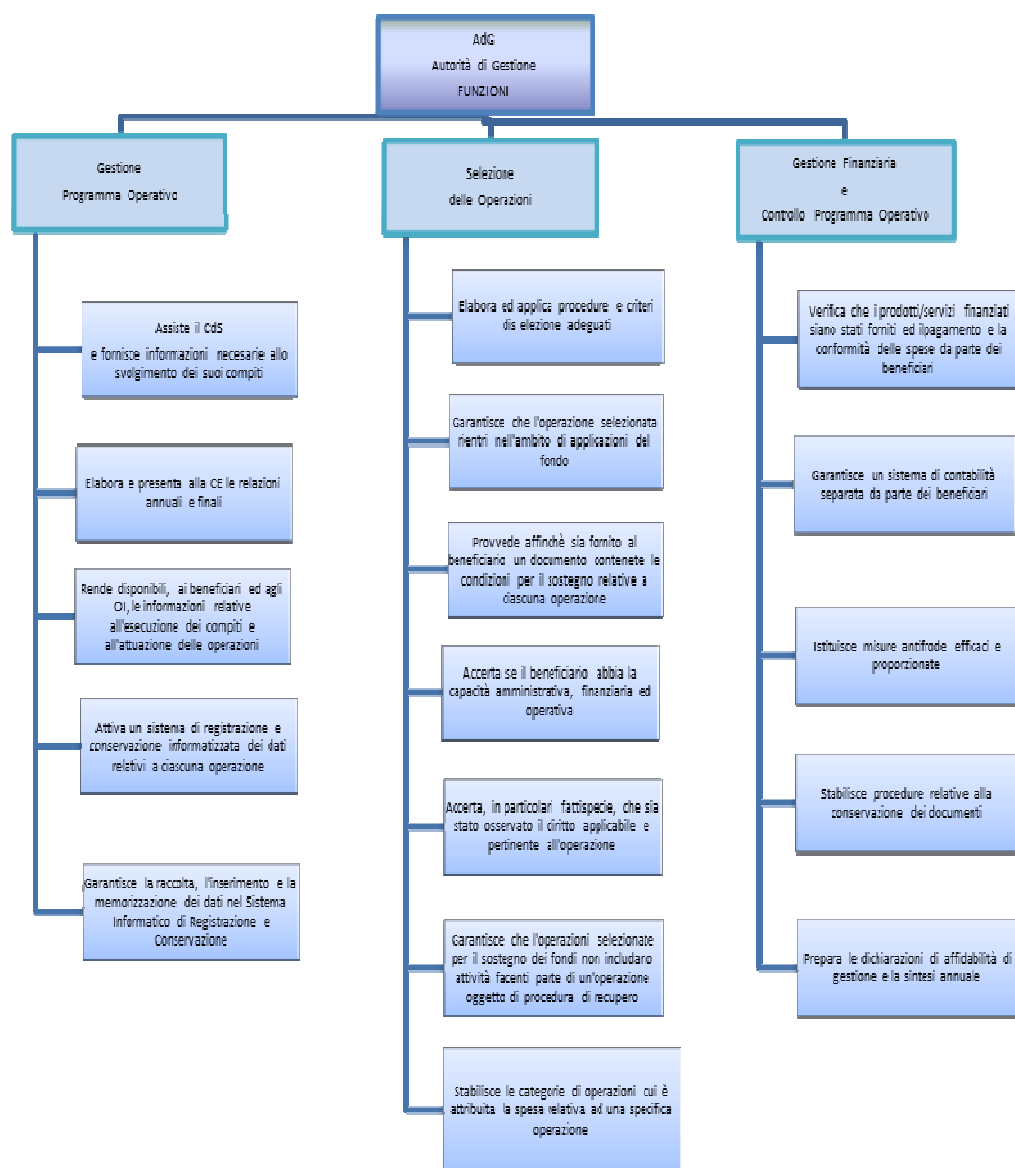 AdG
Autorità di Gestione
FUNZIONI
Gestione
Programma Operativo
Assiste il CdS
e fornisce informazioni necesarie allo
svolgimento dei suoi compiti
Elabora e presenta alla CE le relazioni
annuali e finali
Rende disponibili, ai beneficiari ed agli
OI, le informazioni relative
all'esecuzione dei compiti e
all'attuazione delle operazioni
Attiva un sistema di registrazione e
conservazione informatizzata dei dati
relativi a ciascuna operazione
Garantisce la raccolta, l'inserimento e la
memorizzazione dei dati nel Sistema
Informatico di Registrazione e
Conservazione
Selezione
delle Operazioni
Elabora ed applica procedure e criteri
dis elezione adeguati
Garantisce che l'operazione selezionata
rientri nell'ambito di applicazioni del
fondo
Provvede affinchè sia fornito al
beneficiario un documento contenete le
condizioni per il sostegno relative a
ciascuna operazione
Accerta se il beneficiario abbia la
capacità amministrativa, finanziaria ed
operativa
Accerta, in particolari fattispecie, che sia
stato osservato il diritto applicabile e
pertinente all'operazione
Garantisce che l'operazioni selezionate
per il sostegno dei fondi non includano
attività facenti parte di un'operazione
oggetto di procedura di recupero
Stabilisce le categorie di operazioni cui è
attribuita la spesa relativa ad una specifica
operazione
Gestione Finanziaria
e
Controllo Programma Operativo
Verifica che i prodotti/servizi finanziati
siano stati forniti ed ilpagamento e la
conformità delle spese da parte dei
beneficiari
Garantisce un sistema di contabilità
separata da parte dei beneficiari
Istituisce misure antifrode efficaci e
proporzionate
Stabilisce procedure relative alla
conservazione dei documenti
Prepara le dichiarazioni di affidabilità di
gestione e la sintesi annuale